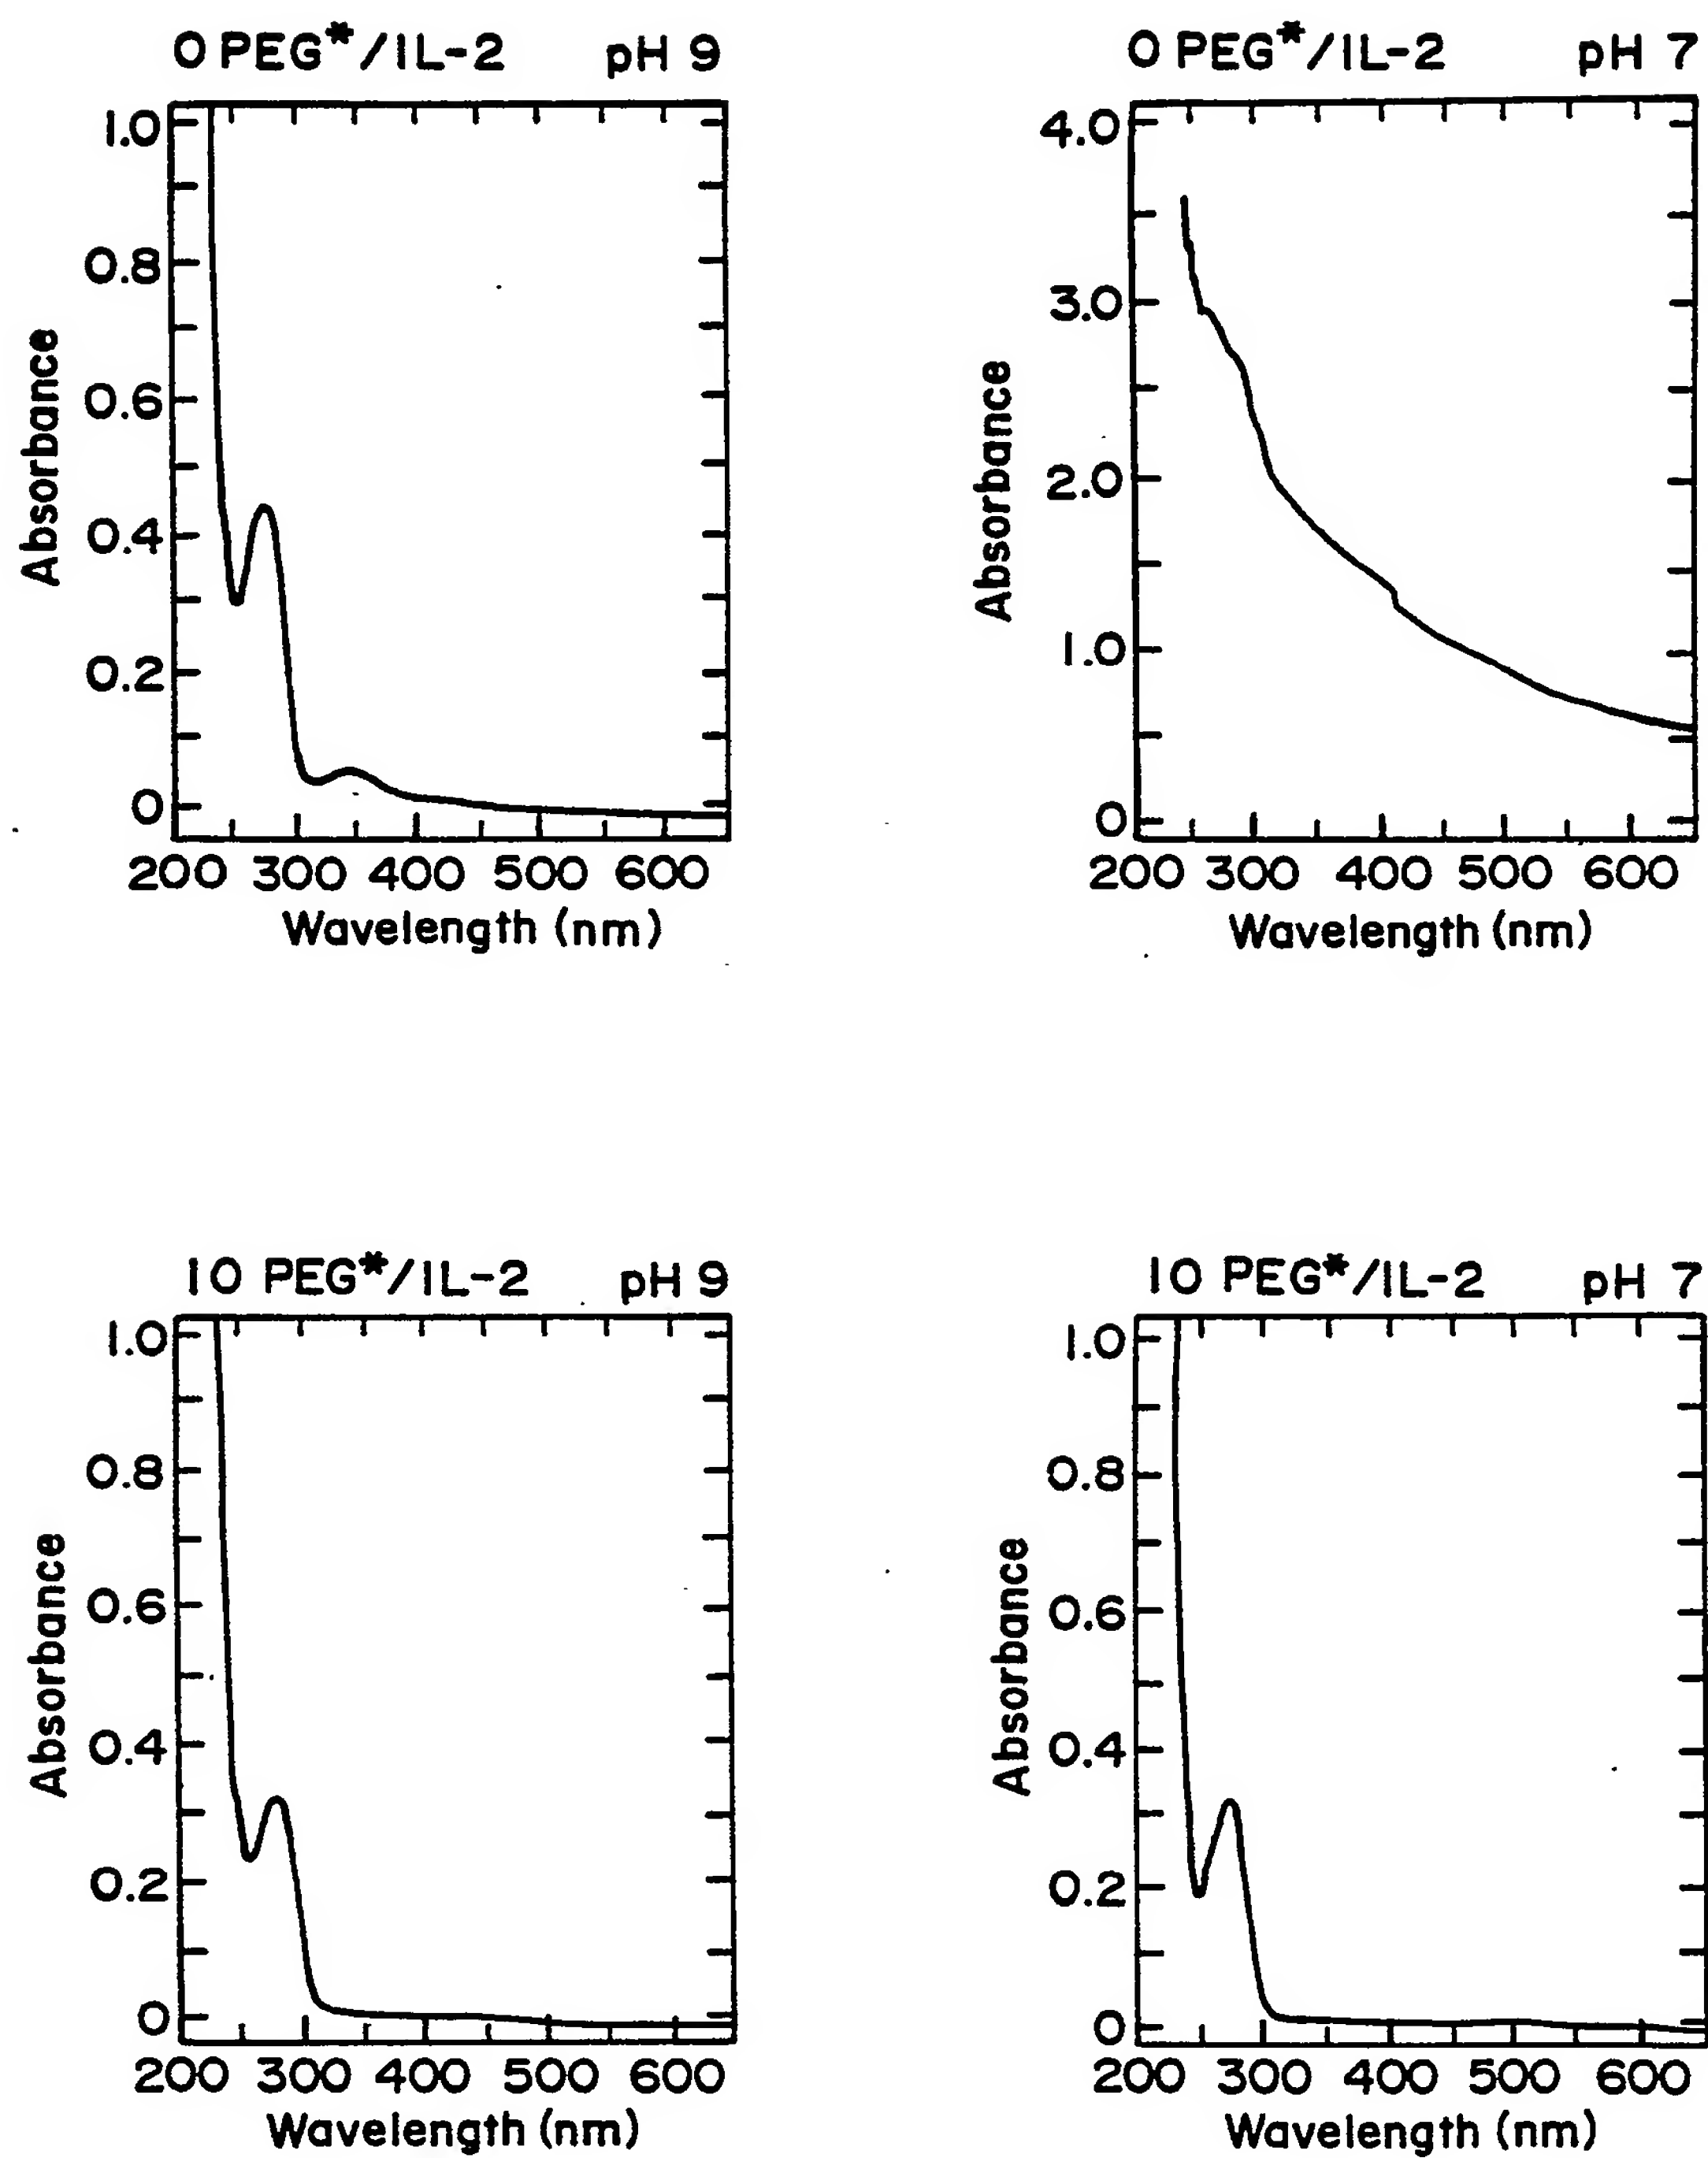 O PEG*/IL-2 pH 9
1.0
0.8
0.6
0.4
0.2
0
Absorbance
200 300 400 500 600
Wavelength (nm)
O PEG*/IL-2 pH 7
4.0
3.0
2.0
1.0
0
Absorbance
200 300 400 500 600
Wavelength (nm)
10 PEG*/IL-2 pH 9
1.0
0.8
0.6
0.4
0.2
0
Absorbance
200 300 400 500 600
Wavelength (nm)
10 PEG*/IL-2 pH 7
1.0
0.8
0.6
0.4
0.2
0
Absorbance
200 300 400 500 600
Wavelength (nm)